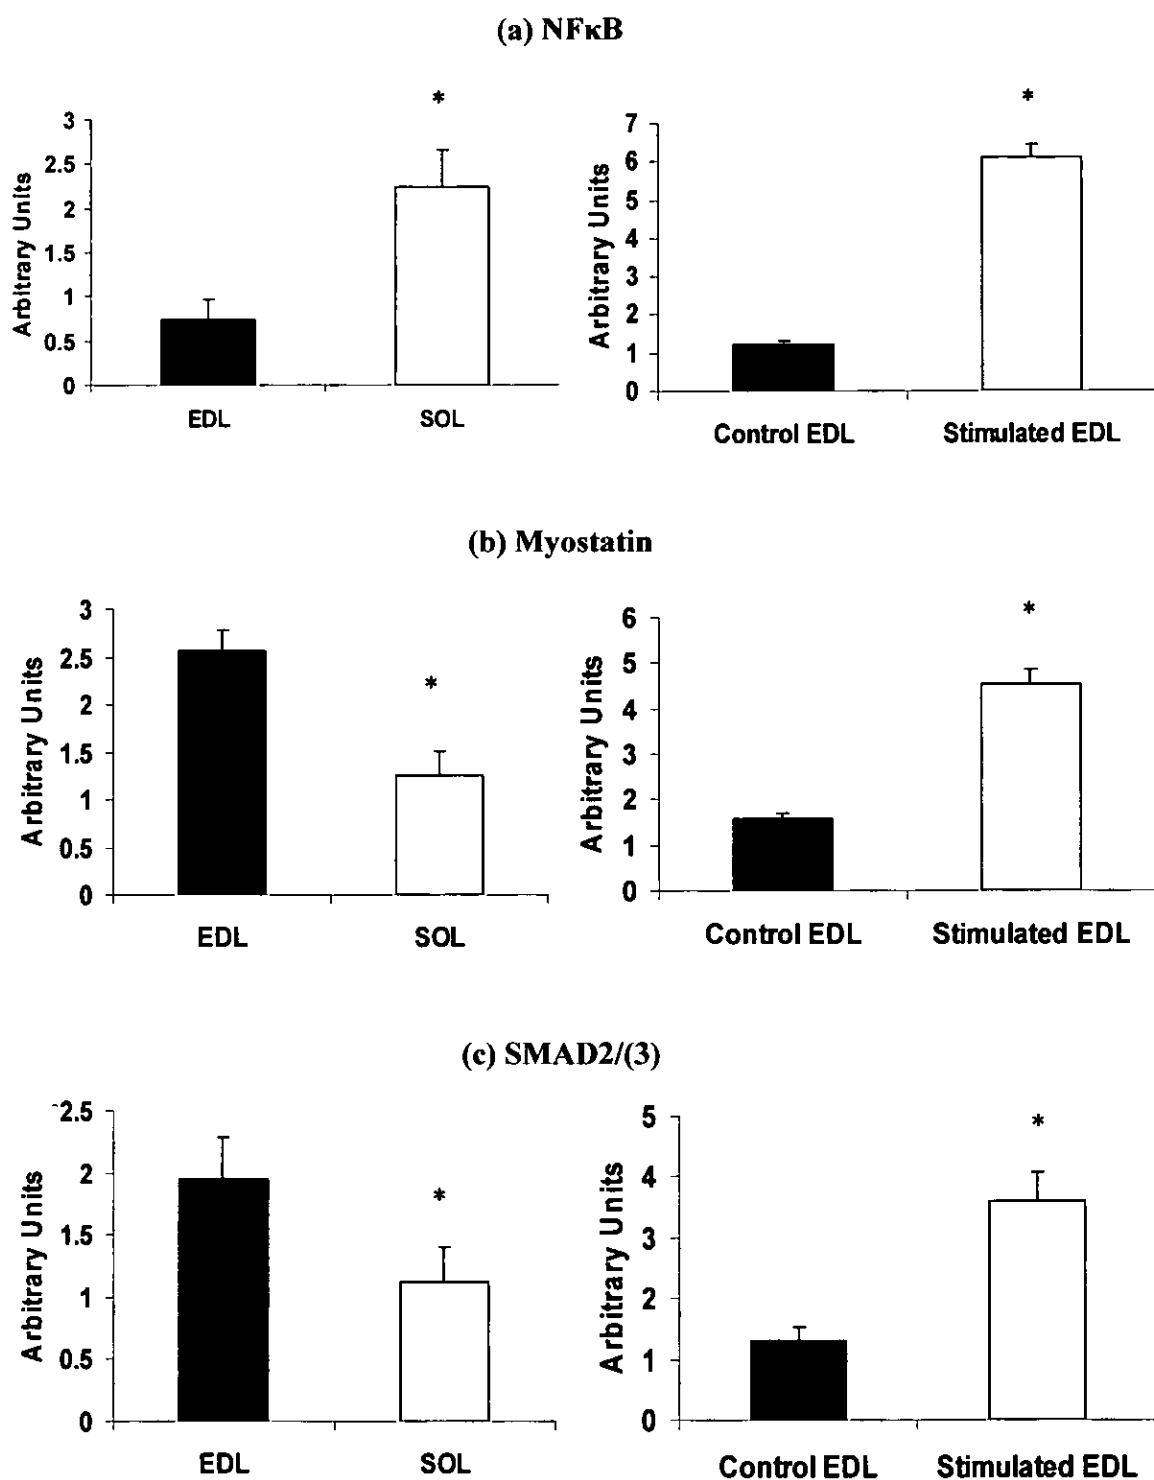 (a) NFκB
*
3
2.5
2
1.5
1
0.5
0
Arbitrary Units
EDL
SOL
*
7
6
5
4
3
2
1
0
Arbitrary Units
Control EDL
Stimulated EDL
(b) Myostatin
3
2.5
2
1.5
1
0.5
0
Arbitrary Units
*
EDL
SOL
*
6
5
4
3
2
1
0
Arbitrary Units
Control EDL
Stimulated EDL
(c) SMAD2/(3)
2.5
2
1.5
1
0.5
0
Arbitrary Units
*
EDL
SOL
*
5
4
3
2
1
0
Arbitrary Units
Control EDL
Stimulated EDL